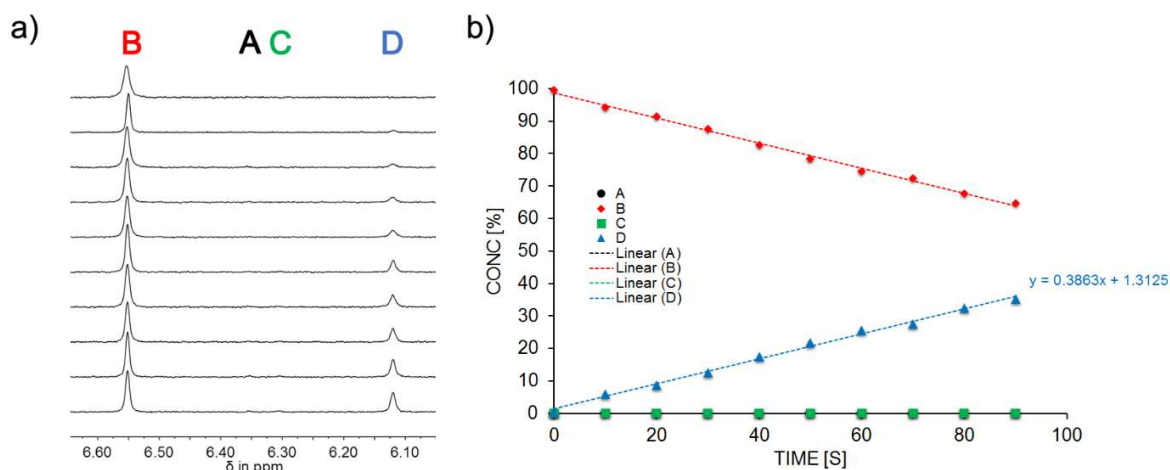 a)
B A C D
6.60 6.50 6.40 6.30 6.20 6.10
δ in ppm
b)
CONC [%]
100
90
80
70
60
50
40
30
20
10
0
A
B
C
D
Linear (A)
Linear (B)
Linear (C)
Linear (D)
y = 0.3863x + 1.3125
0 20 40 60 80 100
TIME [S]